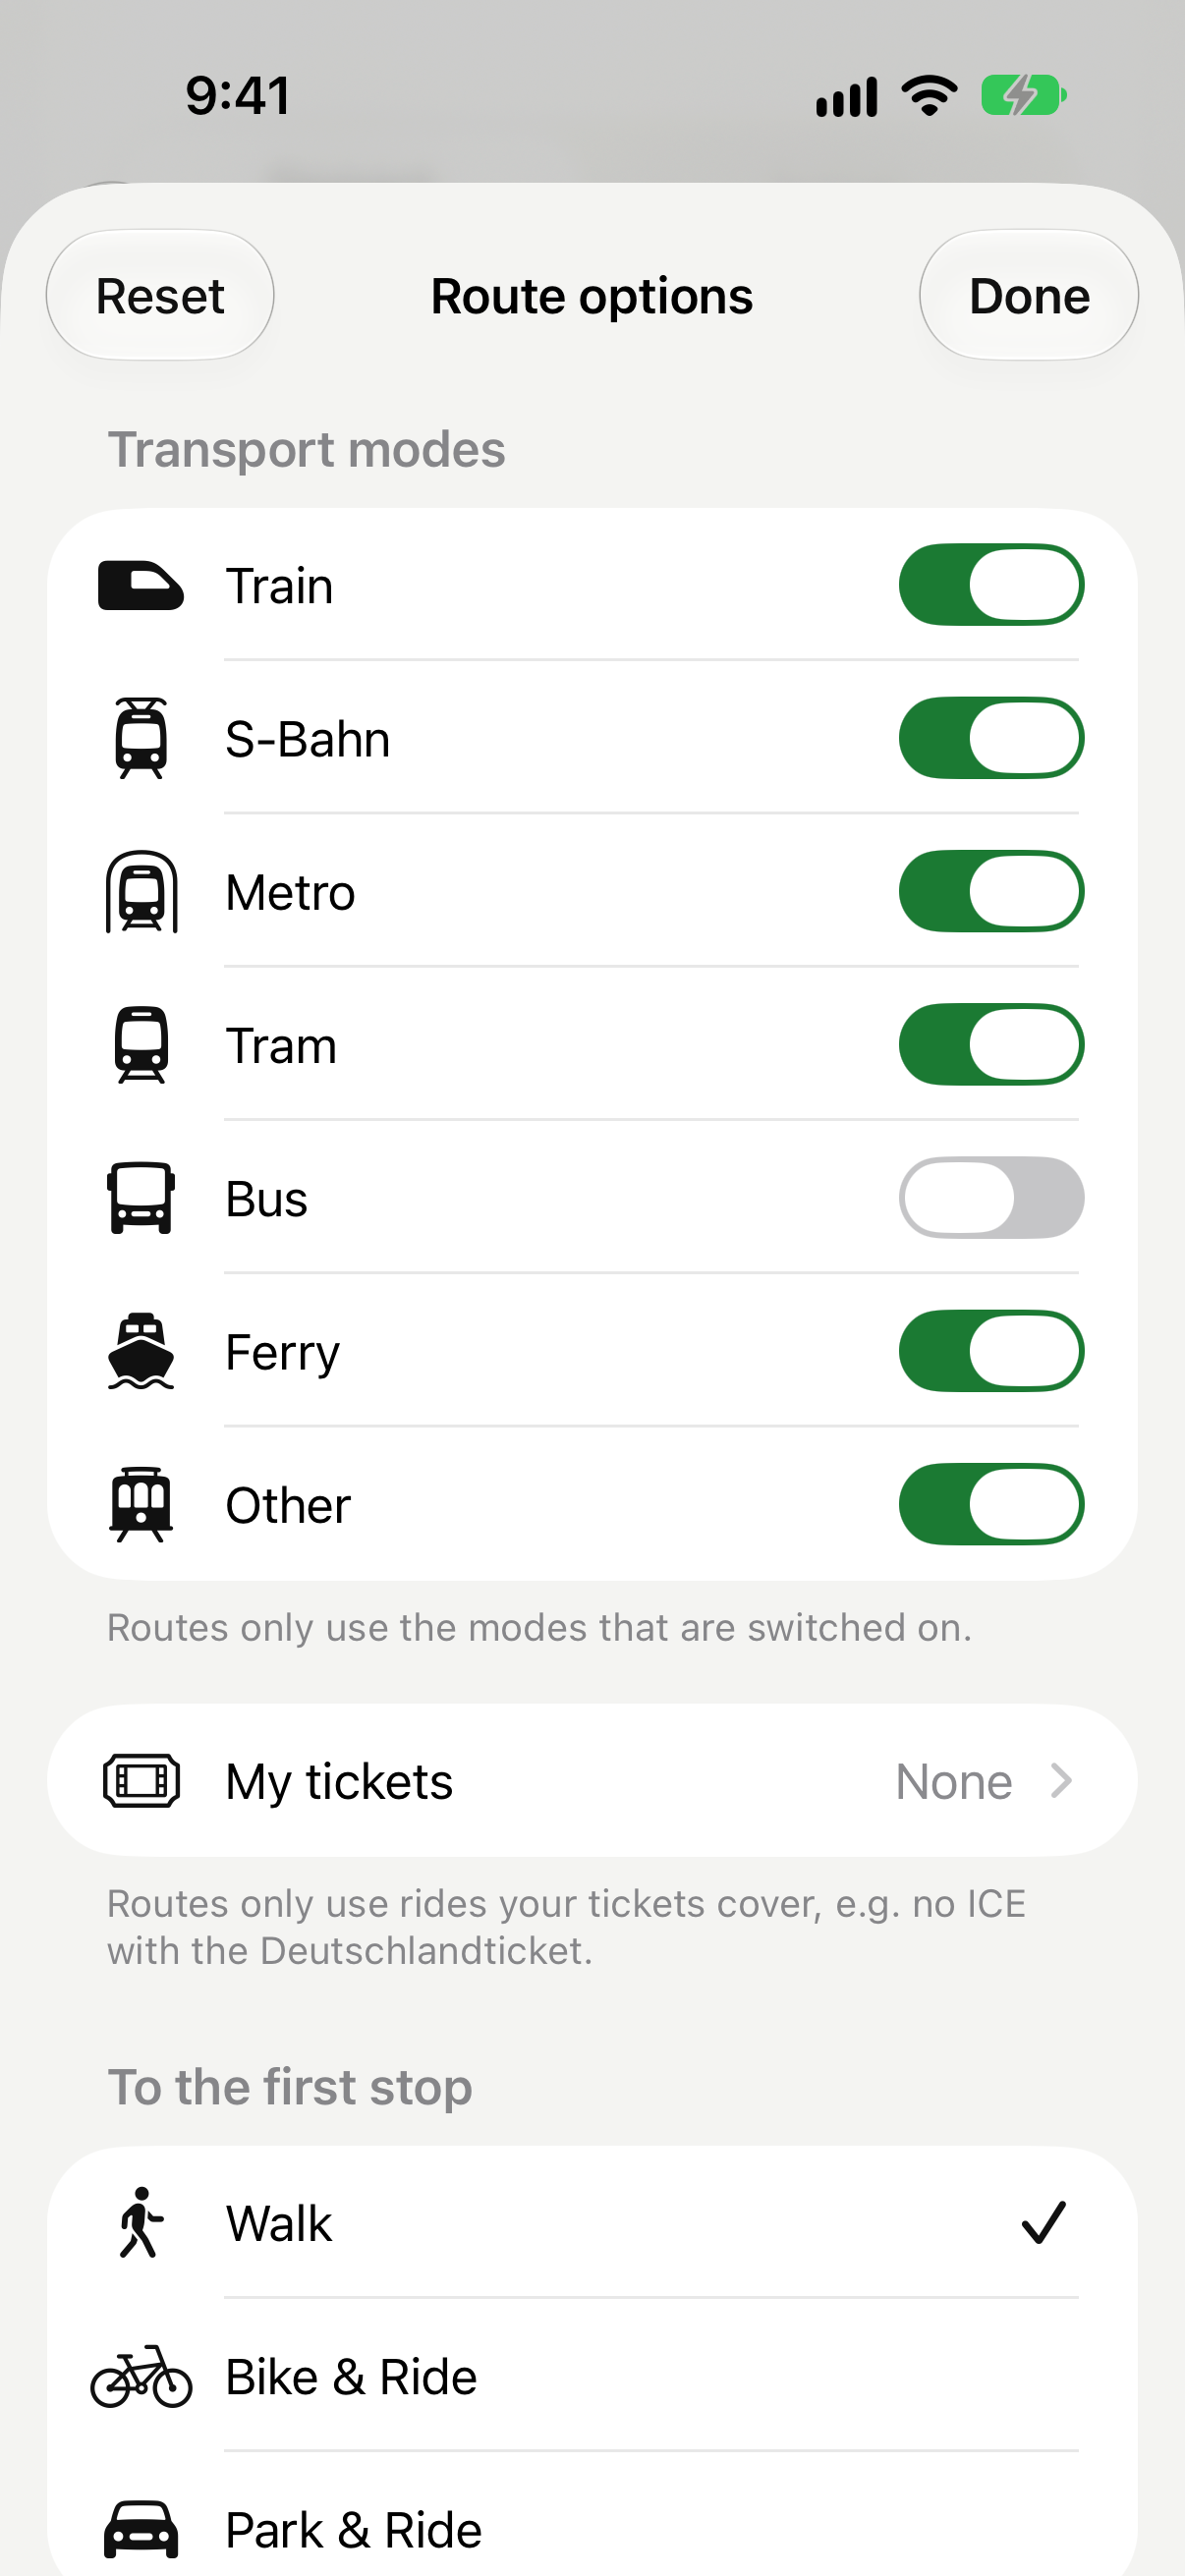 9:41
Reset
Route options
Done
Transport modes
Train
S-Bahn
Metro
Tram
Bus
Ferry
Other
Routes only use the modes that are switched on.
My tickets
None
Routes only use rides your tickets cover, e.g. no ICE
with the Deutschlandticket.
To the first stop
Walk
Bike & Ride
Park & Ride